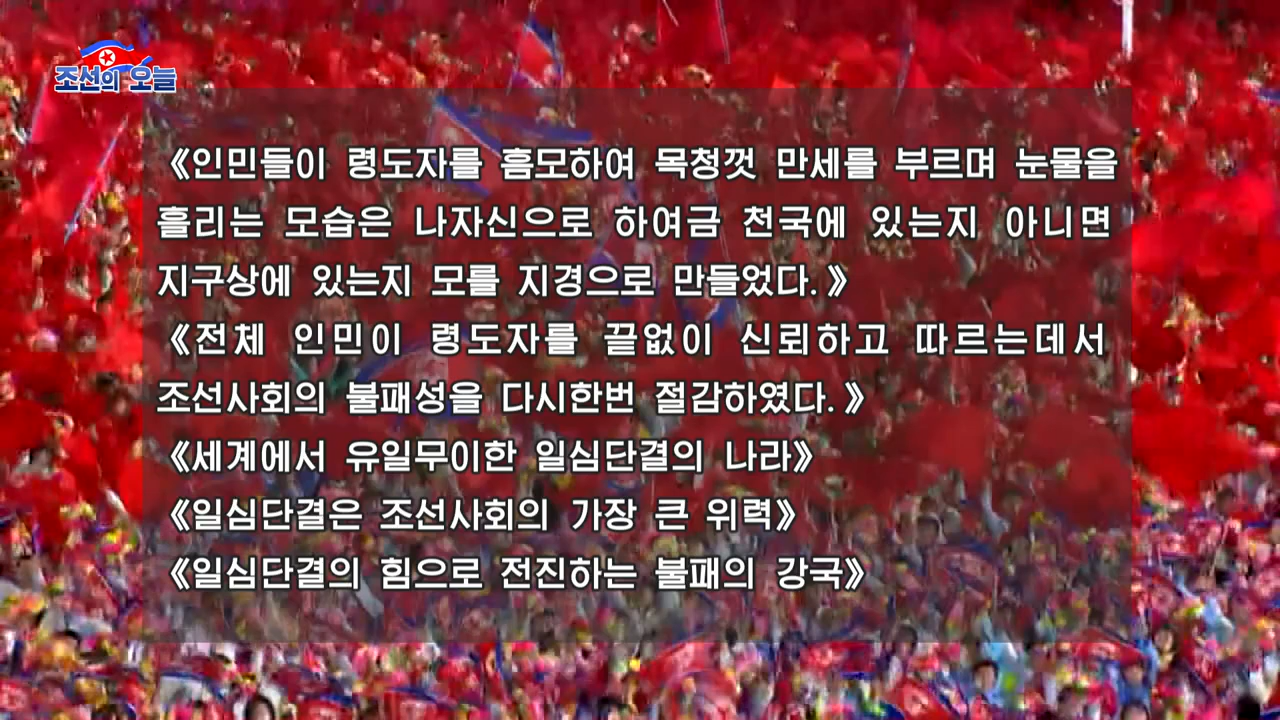 조선의 오늘
《인민들이 령도자를 흠모하여 목청껏 만세를 부르며 눈물을
흘리는 모습은 나자신으로 하여금 천국에 있는지 아니면
지구상에 있는지 모를 지경으로 만들었다.》
《전체 인민이 령도자를 끝없이 신뢰하고 따르는데서
조선사회의 불패성을 다시한번 절감하였다.》
《세계에서 유일무이한 일심단결의 나라》
《일심단결은 조선사회의 가장 큰 위력》
《일심단결의 힘으로 전진하는 불패의 강국》